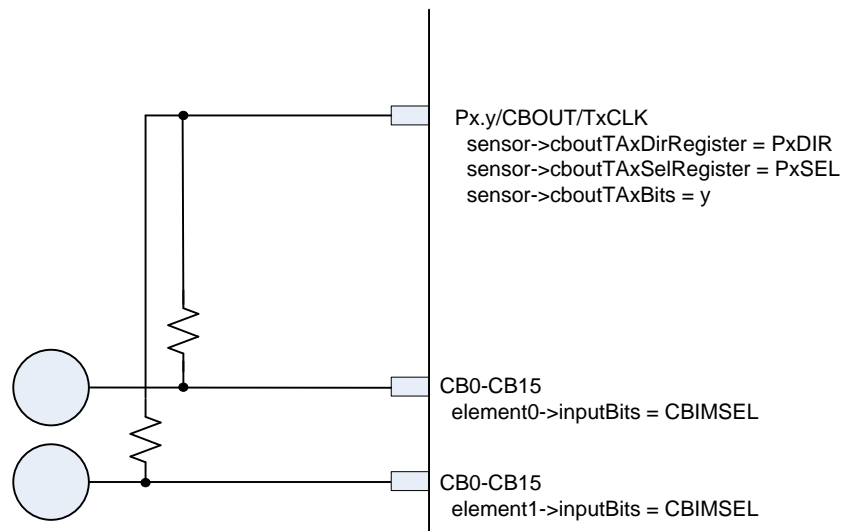 Px.y/CBOUT/TxCLK
sensor->cboutTAxDirRegister = PxDIR
sensor->cboutTAxSelRegister = PxSEL
sensor->cboutTAxBits = y
CB0-CB15
element0->inputBits = CBIMSEL
CB0-CB15
element1->inputBits = CBIMSEL